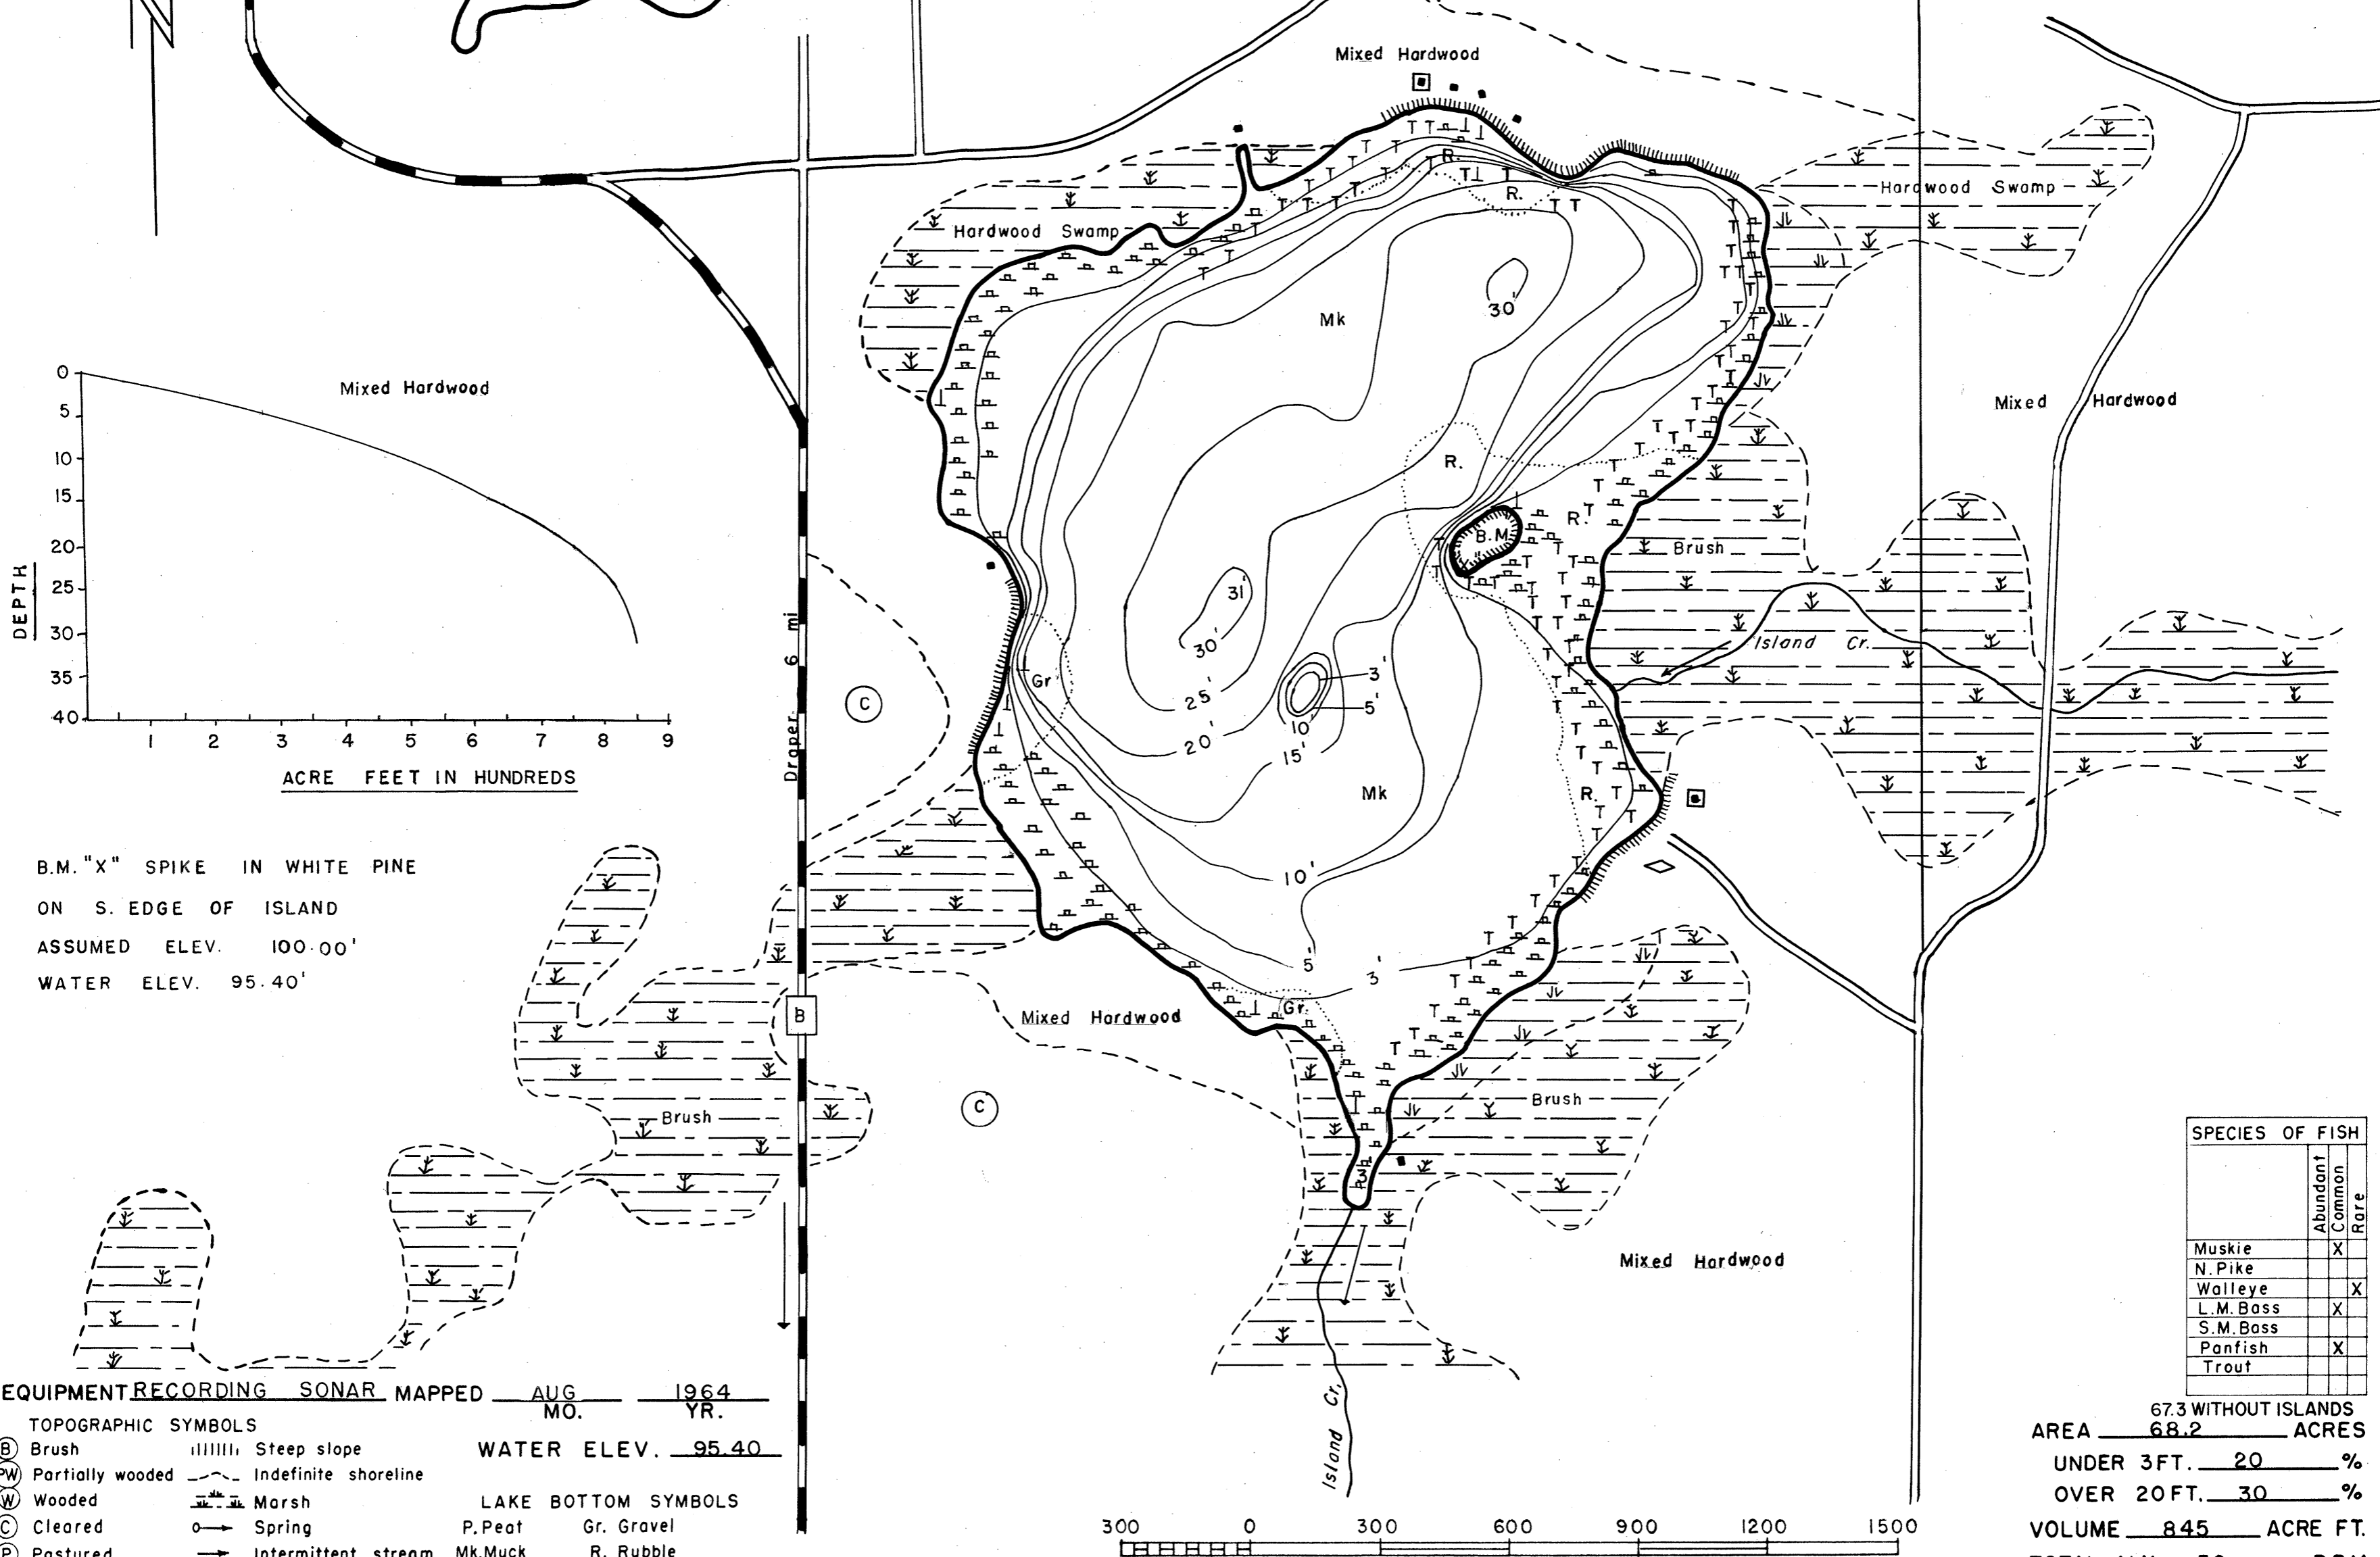 N
Mixed Hardwood
Hardwood Swamp
Hardwood Swamp
R.
R.
30'
Mk
Mixed Hardwood
Mixed Hardwood
R.
R.
B.M.
Brush
Island Cr.
31'
30'
Gr
25'
20'
3'
5'
10'
15'
Mk
R.
10'
5'
3'
Gr.
C
Draper 6 mi
B
Mixed Hardwood
C
Brush
Brush
Mixed Hardwood
Island Cr.
0
5
10
15
20
25
30
35
40
DEPTH
1 2 3 4 5 6 7 8 9
ACRE FEET IN HUNDREDS
B.M. "X" SPIKE IN WHITE PINE
ON S. EDGE OF ISLAND
ASSUMED ELEV. 100.00'
WATER ELEV. 95.40'
SPECIES OF FISH
Abundant
Common
Rare
Muskie X
N. Pike
Walleye X
L.M. Bass X
S.M. Bass
Panfish X
Trout
67.3 WITHOUT ISLANDS
AREA 68.2 ACRES
UNDER 3 FT. 20 %
OVER 20 FT. 30 %
VOLUME 845 ACRE FT.
EQUIPMENT RECORDING SONAR MAPPED AUG 1964
MO. YR.
TOPOGRAPHIC SYMBOLS
B Brush
Steep slope
WATER ELEV. 95.40
PW Partially wooded
Indefinite shoreline
W Wooded
Marsh
LAKE BOTTOM SYMBOLS
C Cleared
Spring
P. Peat Gr. Gravel
P Pastured
Intermittent stream
Mk. Muck R. Rubble
300 0 300 600 900 1200 1500